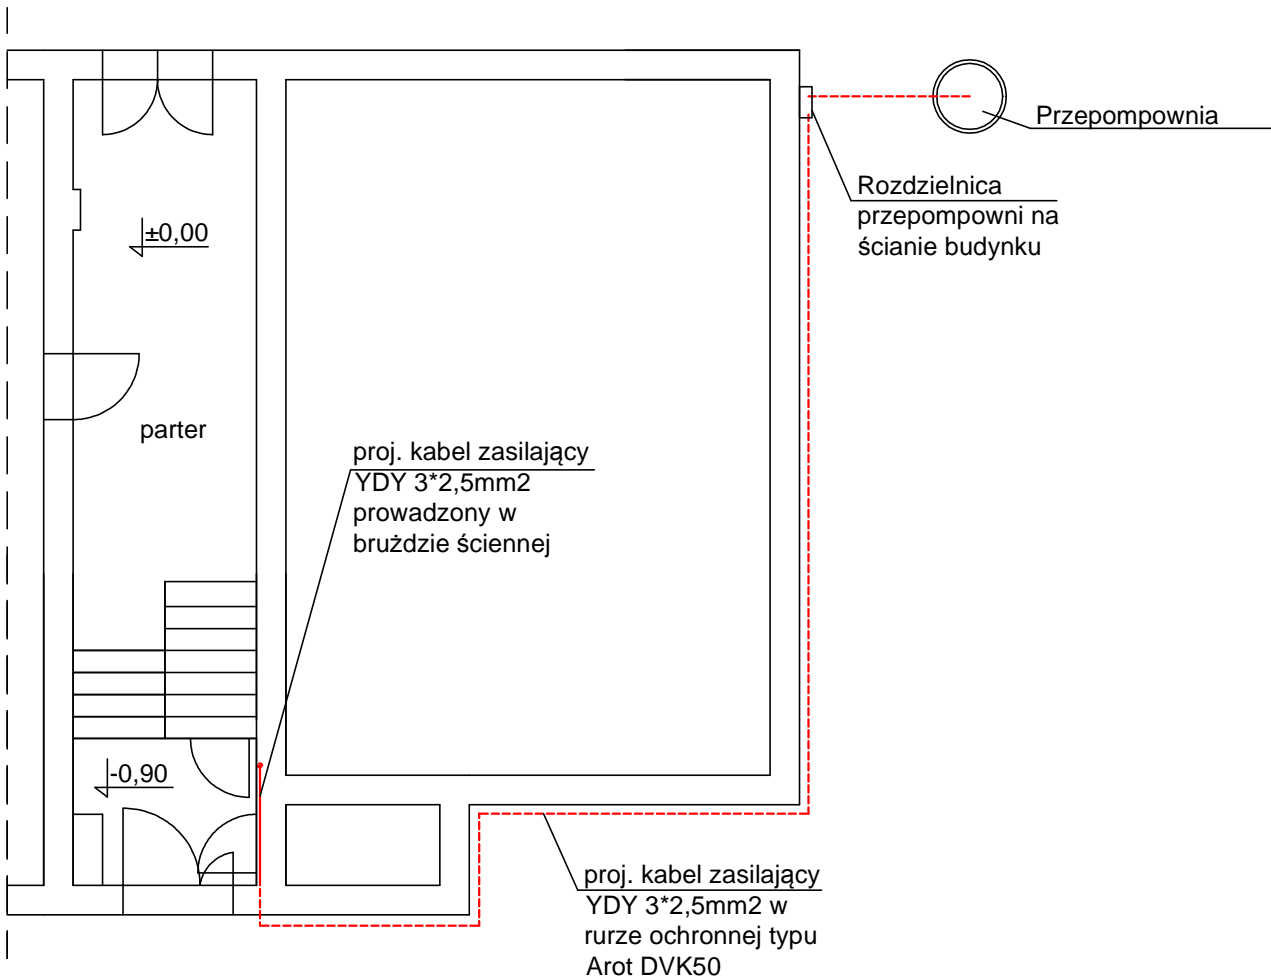 Przepompownia
Rozdzielnica
przepompowni na
ścianie budynku
±0,00
parter
proj. kabel zasilający
YDY 3*2,5mm2
prowadzony w
bruździe ściennej
-0,90
proj. kabel zasilający
YDY 3*2,5mm2 w
rurze ochronnej typu
Arot DVK50